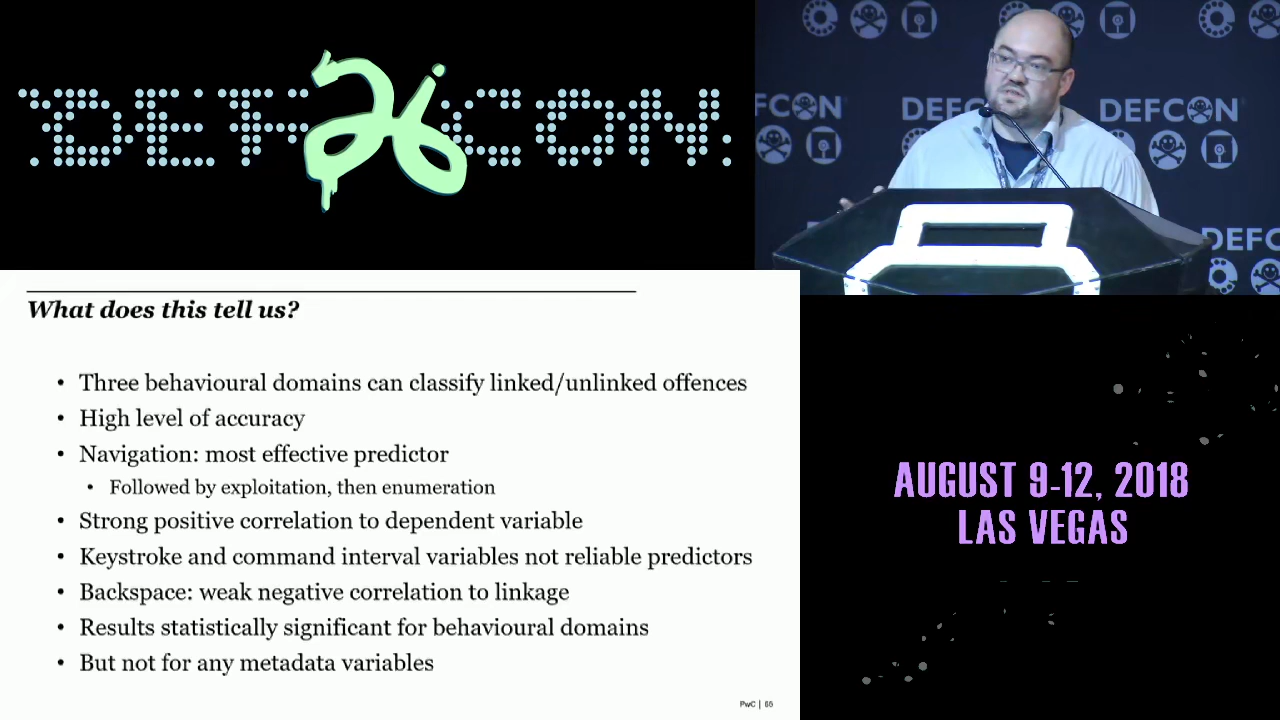 DEF 26 CON
DEFCON
DEFCON
DEFCON
DEFCON
What does this tell us?
• Three behavioural domains can classify linked/unlinked offences
• High level of accuracy
• Navigation: most effective predictor
• Followed by exploitation, then enumeration
• Strong positive correlation to dependent variable
• Keystroke and command interval variables not reliable predictors
• Backspace: weak negative correlation to linkage
• Results statistically significant for behavioural domains
• But not for any metadata variables
AUGUST 9-12, 2018
LAS VEGAS